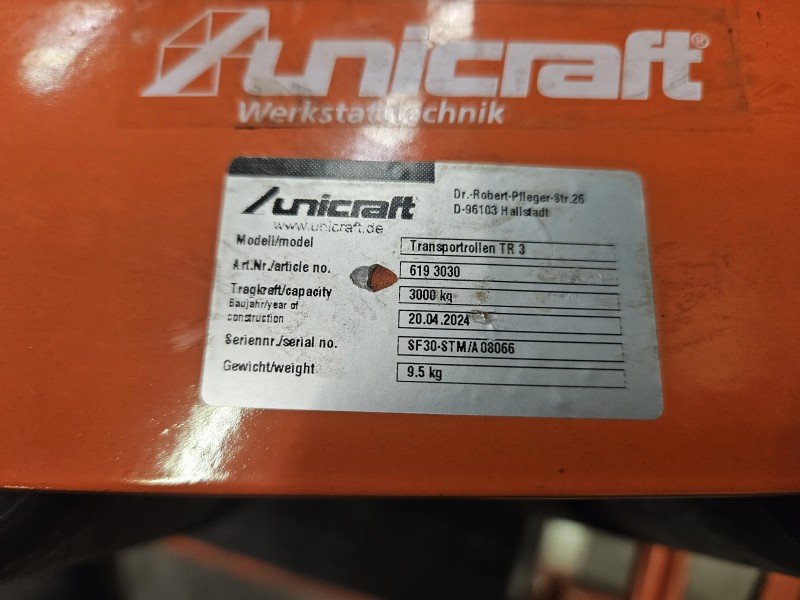 unicraft®
Werkstatttechnik
unicraft
www.unicraft.de
Dr.-Robert-Pfleger-Str.26
D-96103 Hallstadt
Modell/model Transportrollen TR 3
Art.Nr./article no. 619 3030
Tragkraft/capacity 3000 kg
Baujahr/year of
construction 20.04.2024
Seriennr./serial no. SF30-STM/A08066
Gewicht/weight 9.5 kg